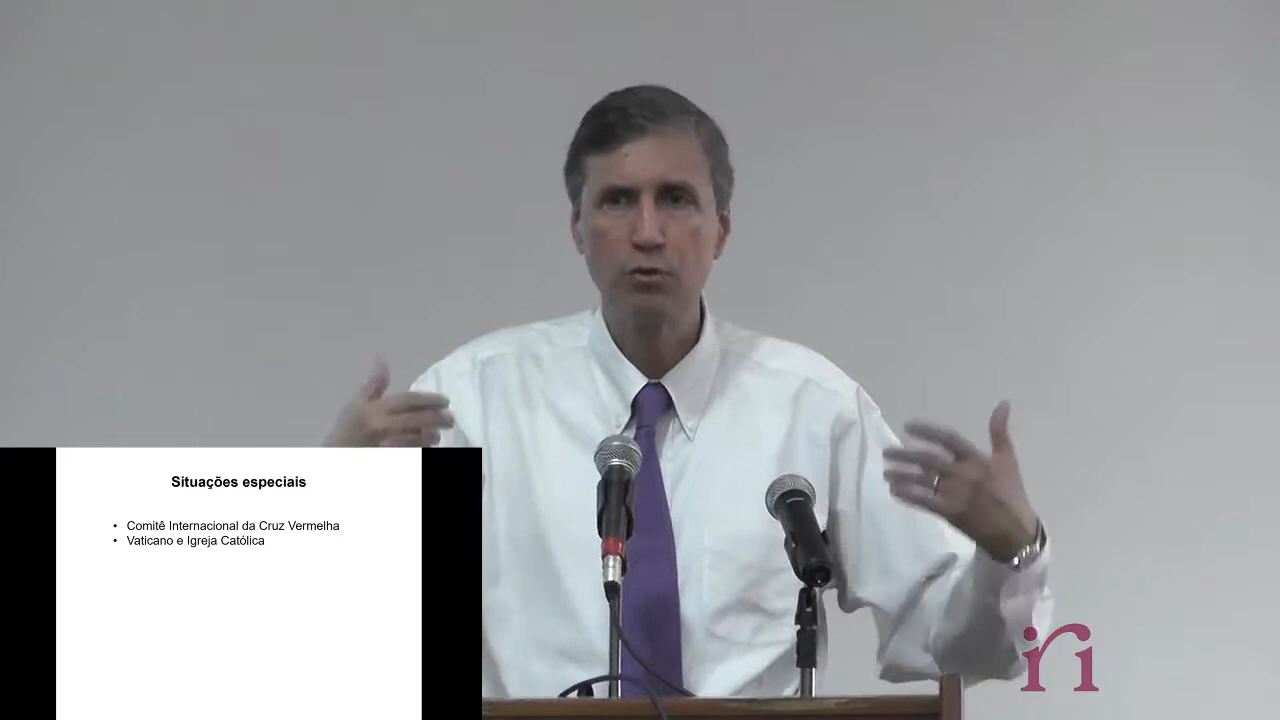 Situações especiais
• Comitê Internacional da Cruz Vermelha
• Vaticano e Igreja Católica
iri